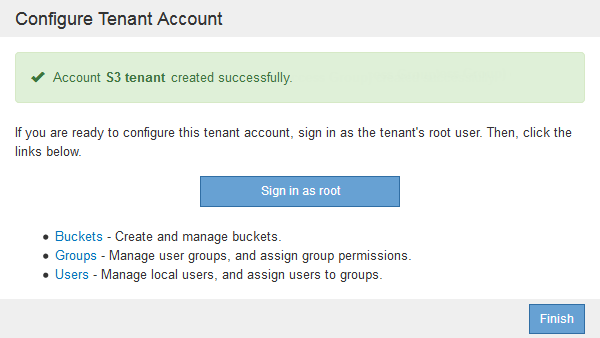 Configure Tenant Account
Account S3 tenant created successfully.
If you are ready to configure this tenant account, sign in as the tenant's root user. Then, click the
links below.
Sign in as root
• Buckets - Create and manage buckets.
• Groups - Manage user groups, and assign group permissions.
• Users - Manage local users, and assign users to groups.
Finish